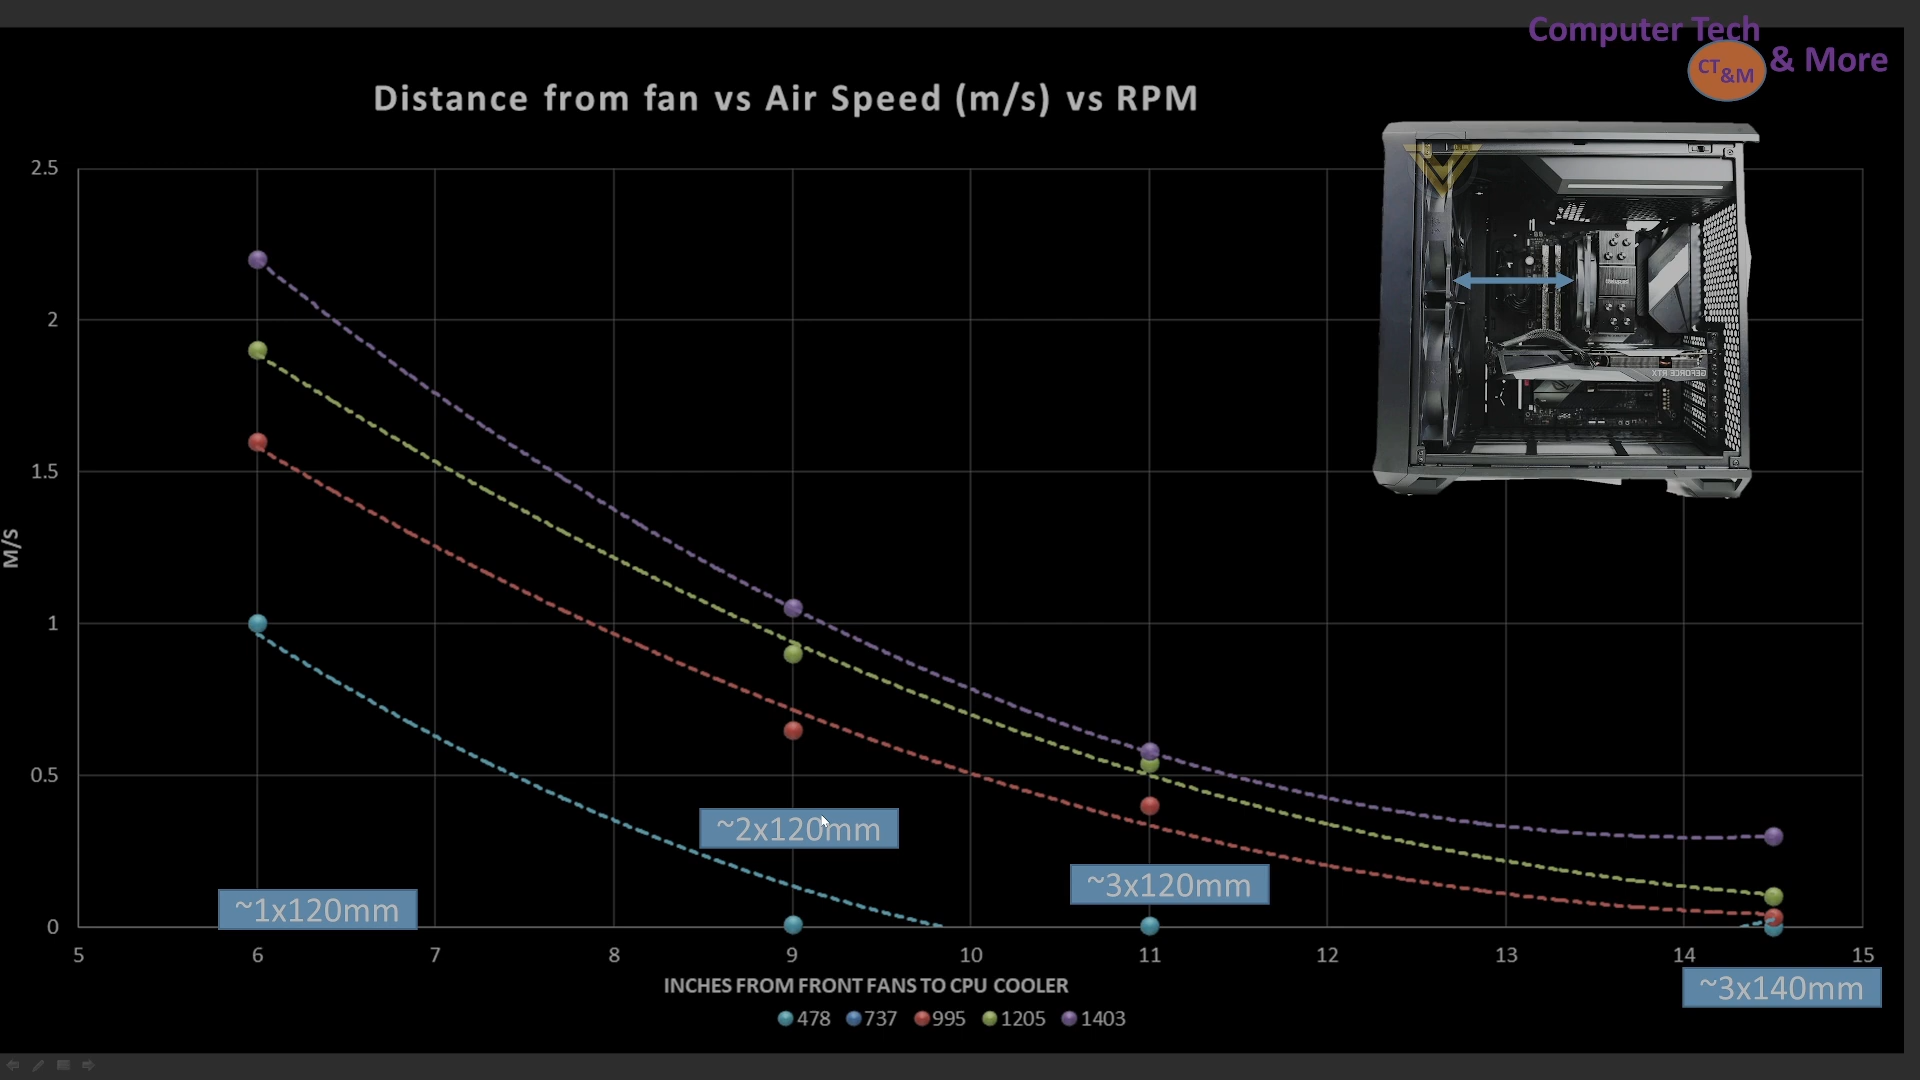 Computer Tech
& More
CT
&M
Distance from fan vs Air Speed (m/s) vs RPM
2.5
2
1.5
1
0.5
0
M/S
GEFORCE RTX
~1x120mm
~2x120mm
~3x120mm
~3x140mm
5 6 7 8 9 10 11 12 13 14 15
INCHES FROM FRONT FANS TO CPU COOLER
478 737 995 1205 1403